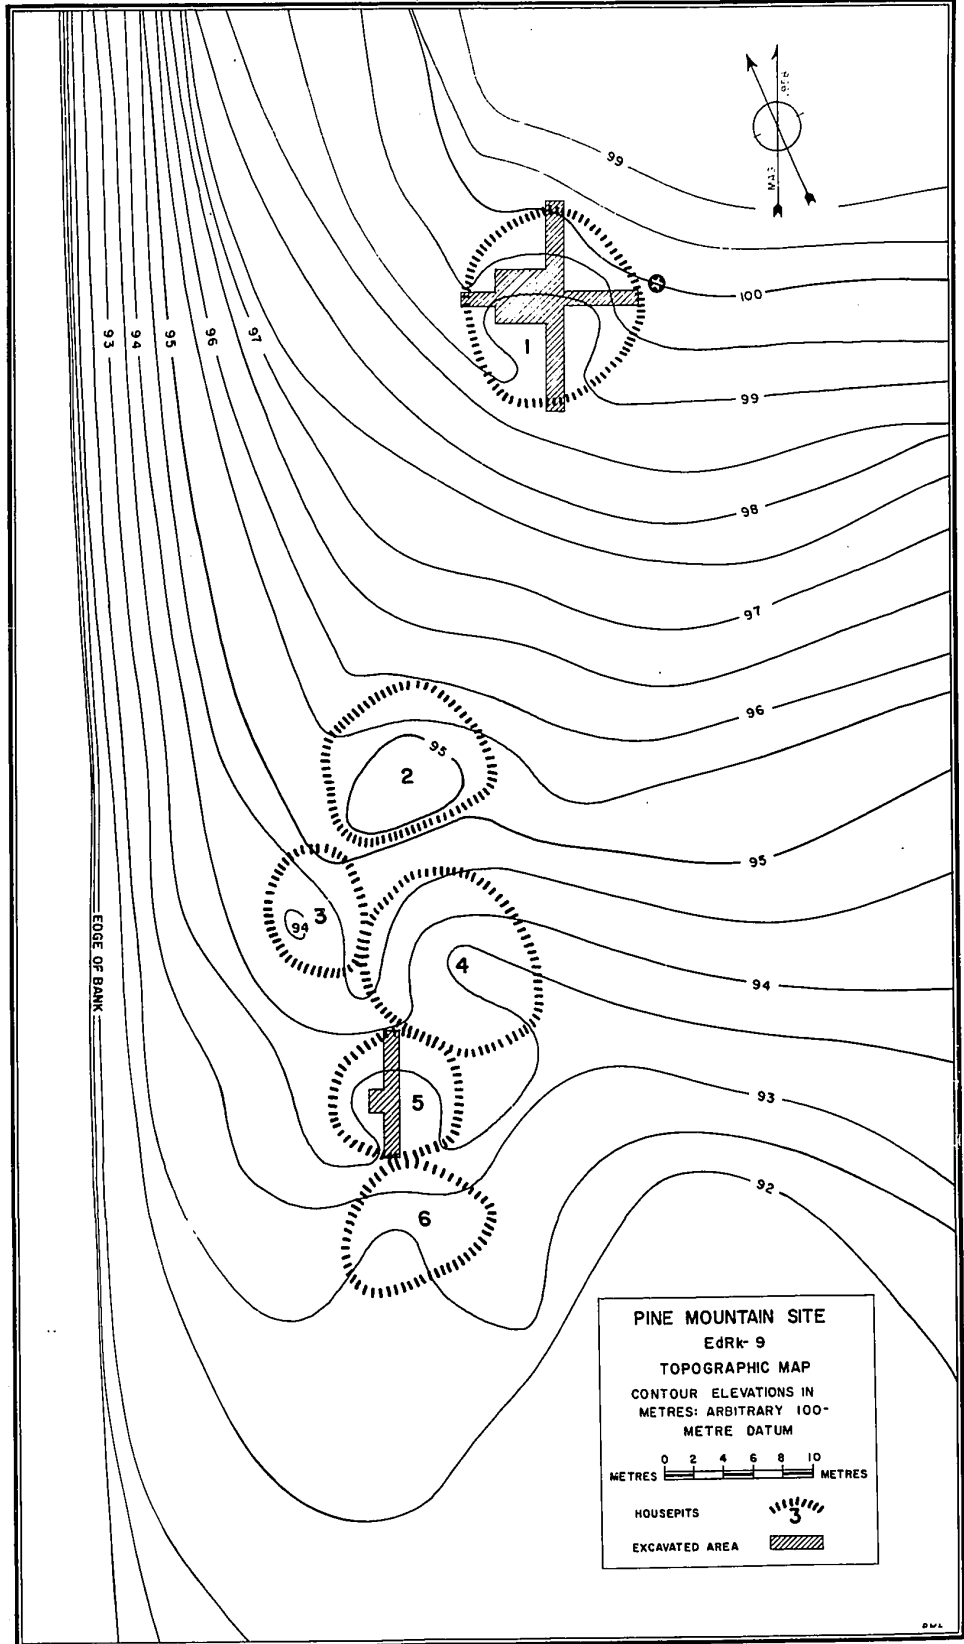 99
MAG
100
1
93
94
95
96
97
99
98
97
96
95
2
95
3
94
EDGE OF BANK
4
94
5
93
6
92
PINE MOUNTAIN SITE
EdRk-9
TOPOGRAPHIC MAP
CONTOUR ELEVATIONS IN
METRES: ARBITRARY 100-
METRE DATUM
0 2 4 6 8 10
METRES METRES
HOUSEPITS 3
EXCAVATED AREA